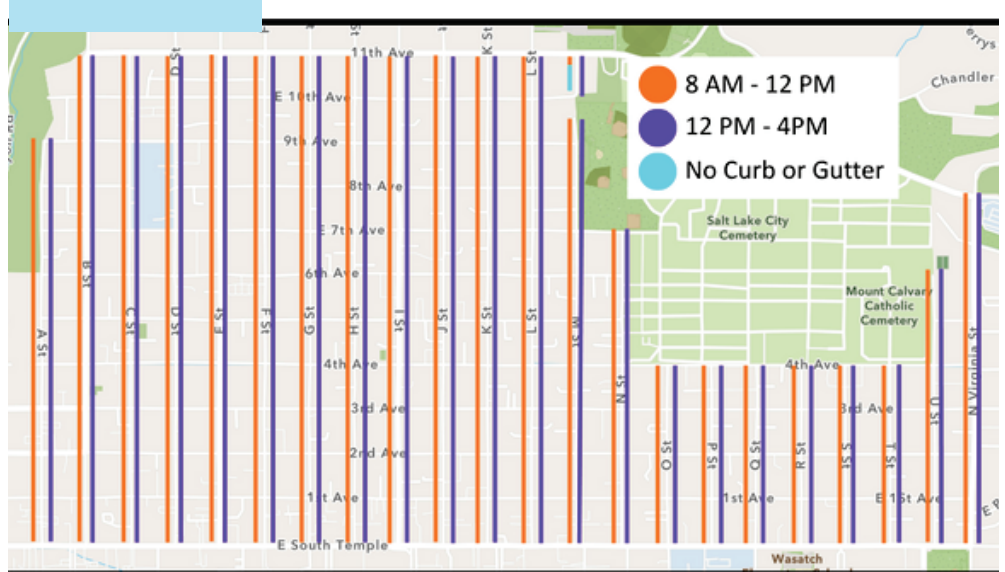 D St
K St
L St
11th Ave
8 AM - 12 PM
12 PM - 4PM
No Curb or Gutter
Chandler
E 10th Ave
9th Ave
8th Ave
E 7th Ave
6th Ave
4th Ave
3rd Ave
2nd Ave
1st Ave
E South Temple
A St
B St
C St
D St
E St
F St
G St
H St
I St
J St
K St
L St
M St
N St
O St
P St
Q St
R St
S St
T St
U St
N Virginia St
Salt Lake City
Cemetery
Mount Calvary
Catholic
Cemetery
4th Ave
3rd Ave
1st Ave
E 1st Ave
Wasatch